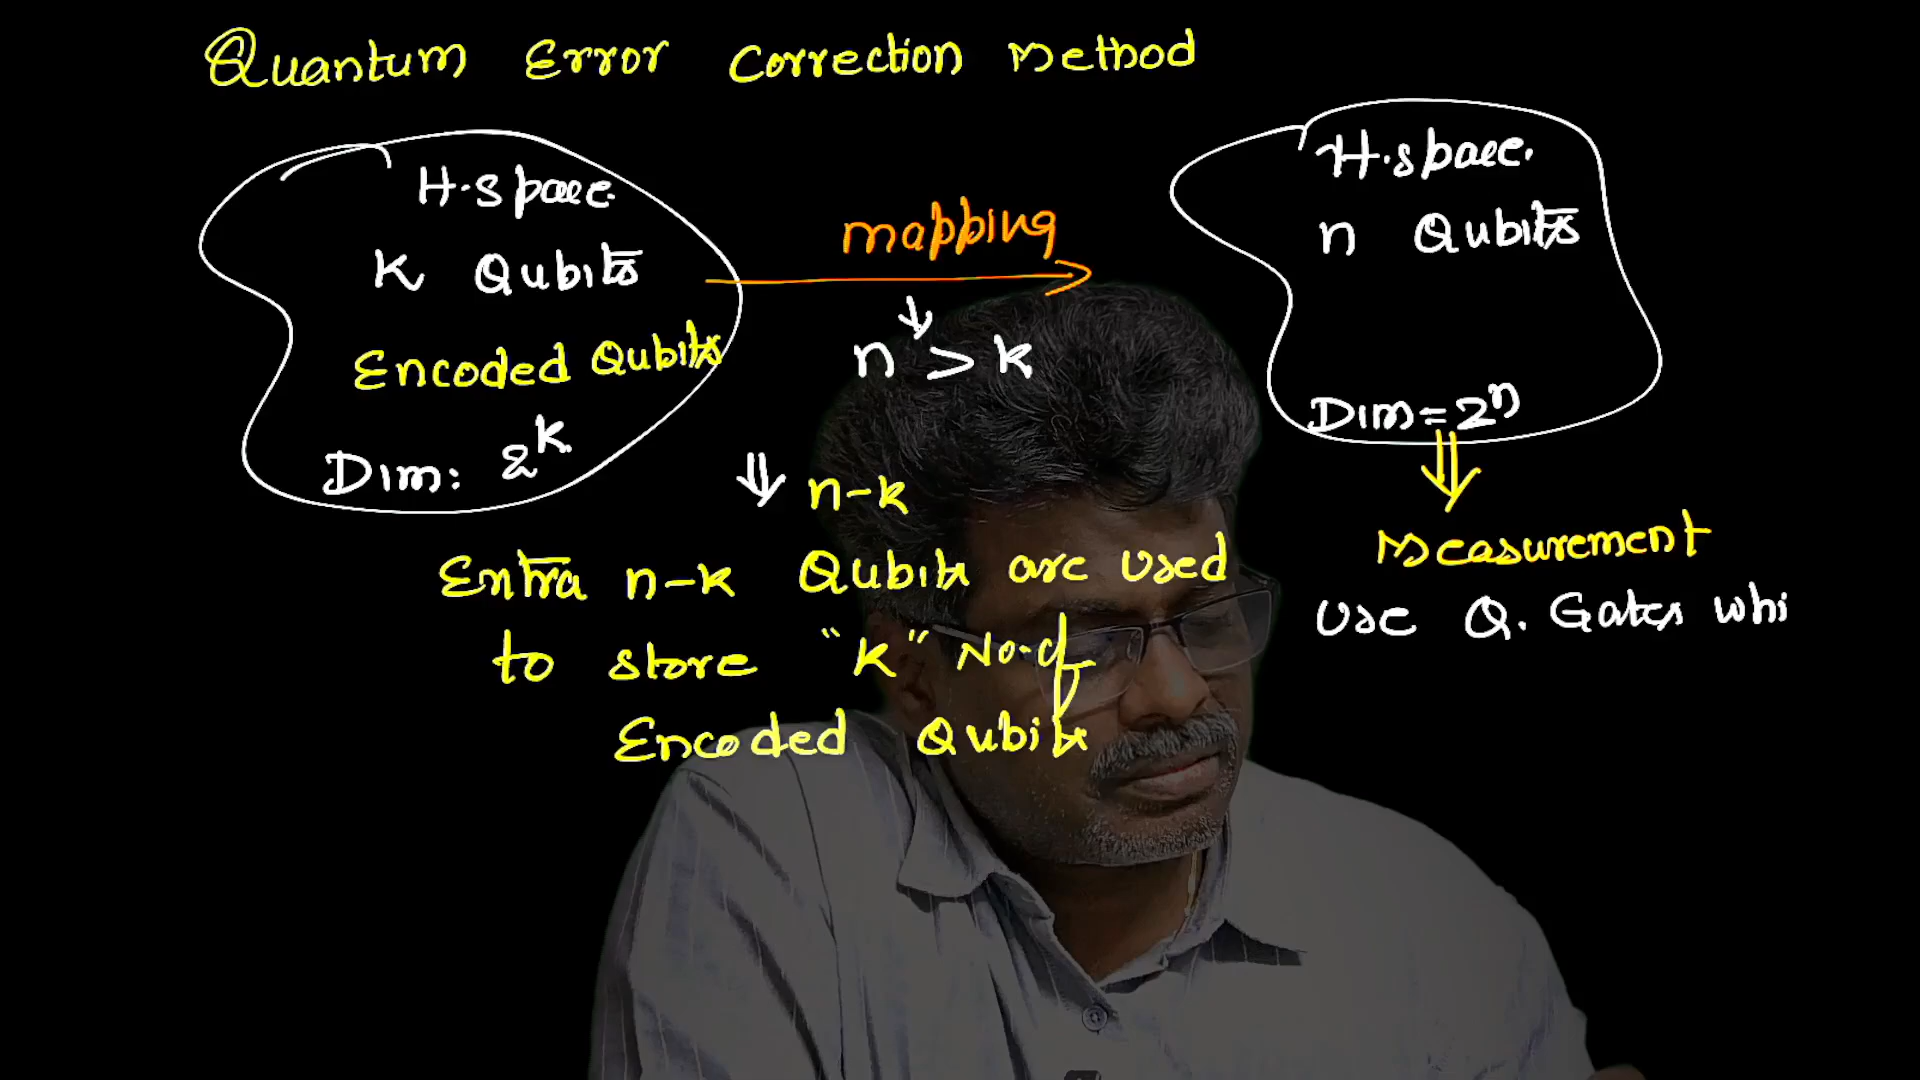 Quantum Error Correction Method
H.space.
K Qubits
Encoded Qubits
Dim: 2^k.
mapping
n > k
H.space.
n Qubits
Dim = 2^n
n-k
Extra n-k Qubits are used
to store "K" No.of
Encoded Qubits
Measurement
Use Q. Gates whi